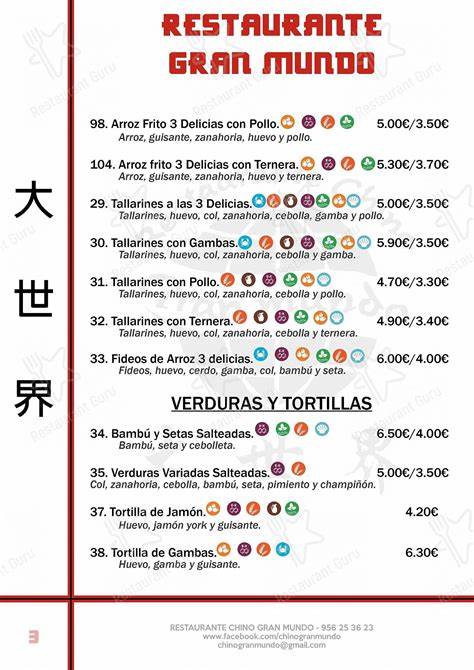 RESTAURANTE
GRAN MUNDO
98. Arroz Frito 3 Delicias con Pollo. 5.00€/3.50€
Arroz, guisante, zanahoria, huevo y pollo.
104. Arroz frito 3 Delicias con Ternera. 5.30€/3.70€
Arroz, guisante, zanahoria, huevo y ternera.
29. Tallarines a las 3 Delicias. 5.00€/3.50€
Tallarines, huevo, col, zanahoria, cebolla, gamba y pollo.
30. Tallarines con Gambas. 5.90€/3.50€
Tallarines, huevo, col, zanahoria, cebolla y gamba.
31. Tallarines con Pollo. 4.70€/3.30€
Tallarines, huevo, col, zanahoria, cebolla y pollo.
32. Tallarines con Ternera. 4.90€/3.40€
Tallarines, huevo, col, zanahoria, cebolla y ternera.
33. Fideos de Arroz 3 delicias. 6.00€/4.00€
Fideos, huevo, cerdo, gamba, col, bambú y seta.
VERDURAS Y TORTILLAS
34. Bambú y Setas Salteadas. 6.50€/4.00€
Bambú, seta y cebolleta.
35. Verduras Variadas Salteadas. 5.00€/3.50€
Col, zanahoria, cebolla, bambú, seta, pimiento y champiñón.
37. Tortilla de Jamón. 4.20€
Huevo, jamón york y guisante.
38. Tortilla de Gambas. 6.30€
Huevo, gamba y guisante.
大
世
界
3
RESTAURANTE CHINO GRAN MUNDO - 956 25 36 23
www.facebook.com/chinogranmundo
chinogranmundo@gmail.com
Restaurant Guru